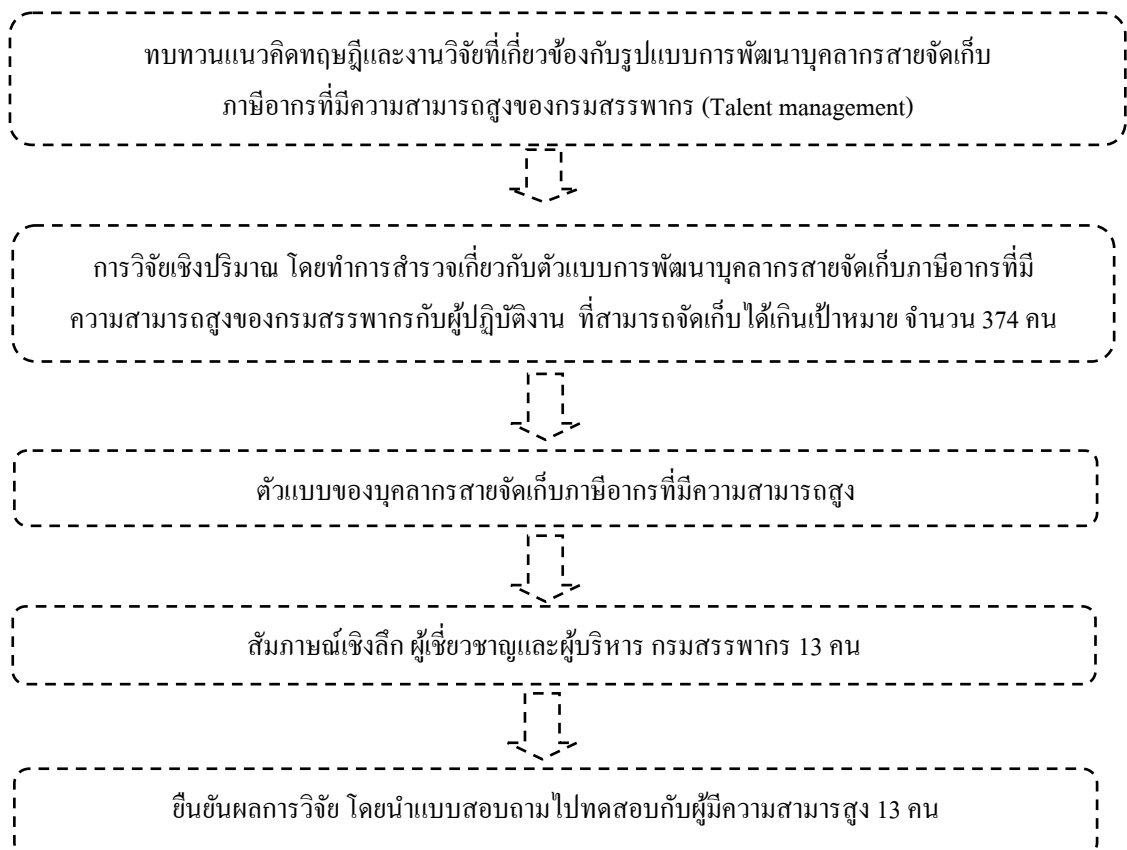 ทบทวนแนวคิดทฤษฎีและงานวิจัยที่เกี่ยวข้องกับรูปแบบการพัฒนาบุคลากรสายจัดเก็บ
ภาษีอากรที่มีความสามารถสูงของกรมสรรพากร (Talent management)
การวิจัยเชิงปริมาณ โดยทำการสำรวจเกี่ยวกับตัวแบบการพัฒนาบุคลากรสายจัดเก็บภาษีอากรที่มี
ความสามารถสูงของกรมสรรพากรกับผู้ปฏิบัติงาน ที่สามารถจัดเก็บได้เกินเป้าหมาย จำนวน 374 คน
ตัวแบบของบุคลากรสายจัดเก็บภาษีอากรที่มีความสามารถสูง
สัมภาษณ์เชิงลึก ผู้เชี่ยวชาญและผู้บริหาร กรมสรรพากร 13 คน
ยืนยันผลการวิจัย โดยนำแบบสอบถามไปทดสอบกับผู้มีความสามารสูง 13 คน